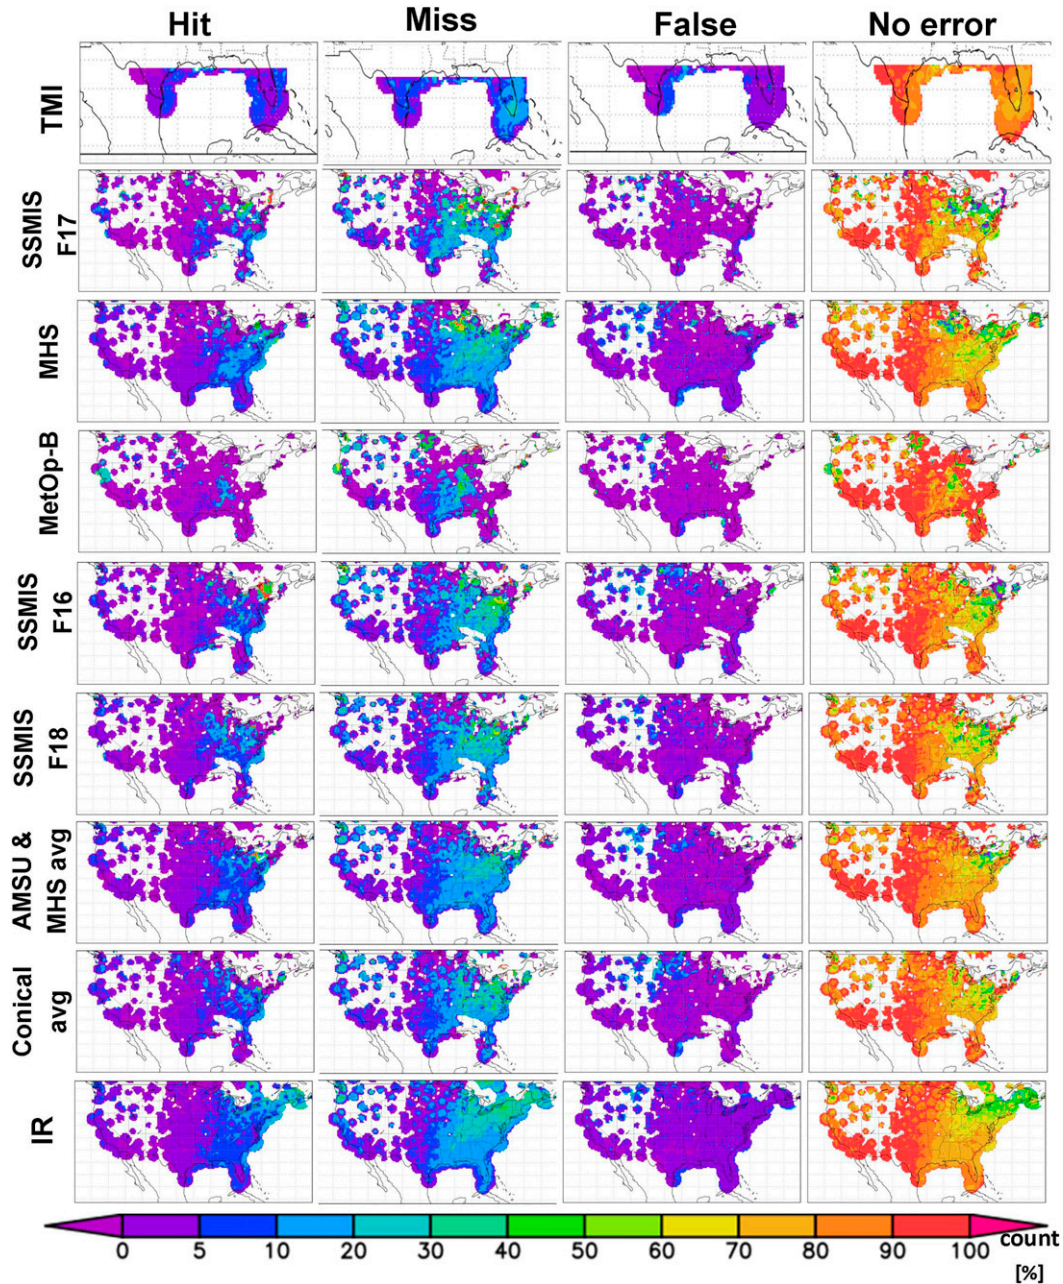 Hit Miss False No error
TMI
SSMIS
F17
MHS
MetOp-B
SSMIS
F16
SSMIS
F18
AMSU &
MHS avg
Conical
avg
IR
0 5 10 20 30 40 50 60 70 80 90 100 count
[%]